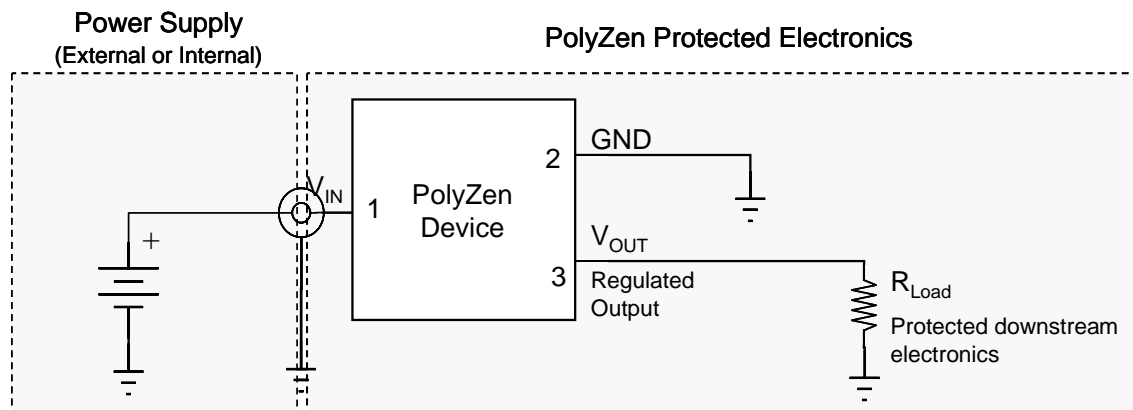 Power Supply
(External or Internal)
PolyZen Protected Electronics
V_IN
1
PolyZen
Device
2
GND
3
V_OUT
Regulated
Output
+
R_Load
Protected downstream
electronics